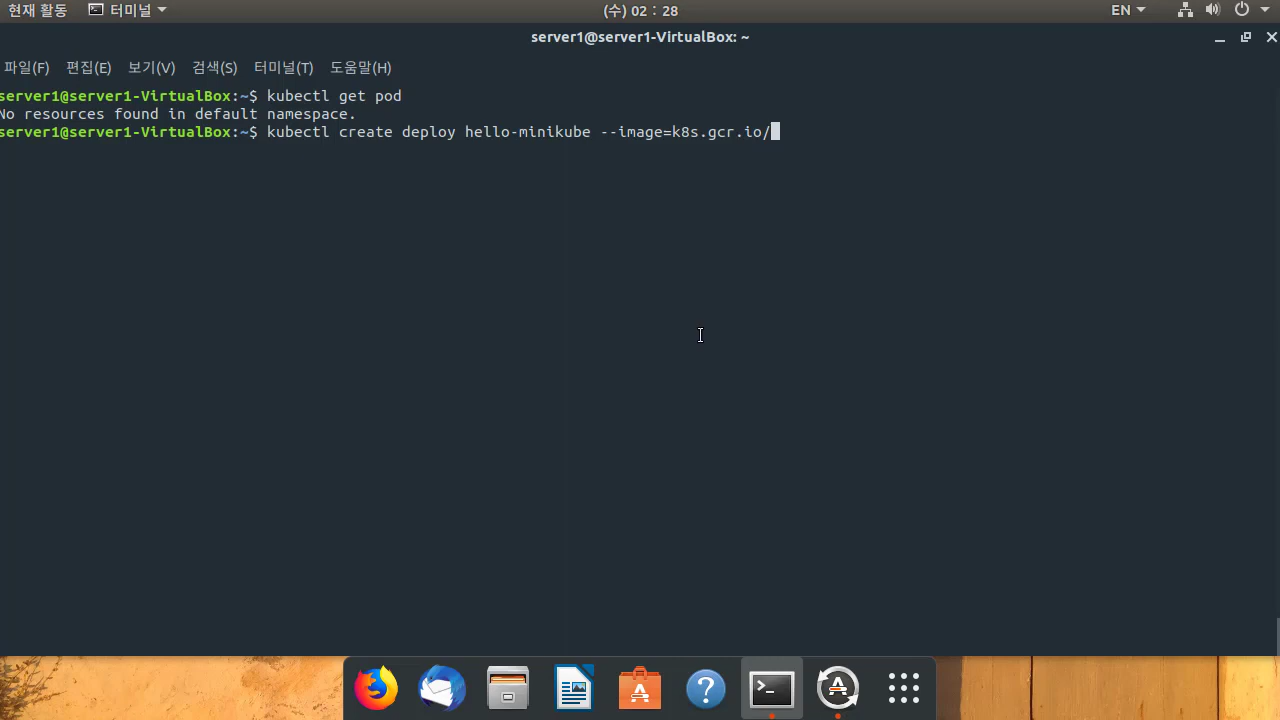 현재 활동 터미널 (수) 02 : 28 EN
server1@server1-VirtualBox: ~
파일(F) 편집(E) 보기(V) 검색(S) 터미널(T) 도움말(H)
server1@server1-VirtualBox:~$ kubectl get pod
No resources found in default namespace.
server1@server1-VirtualBox:~$ kubectl create deploy hello-minikube --image=k8s.gcr.io/